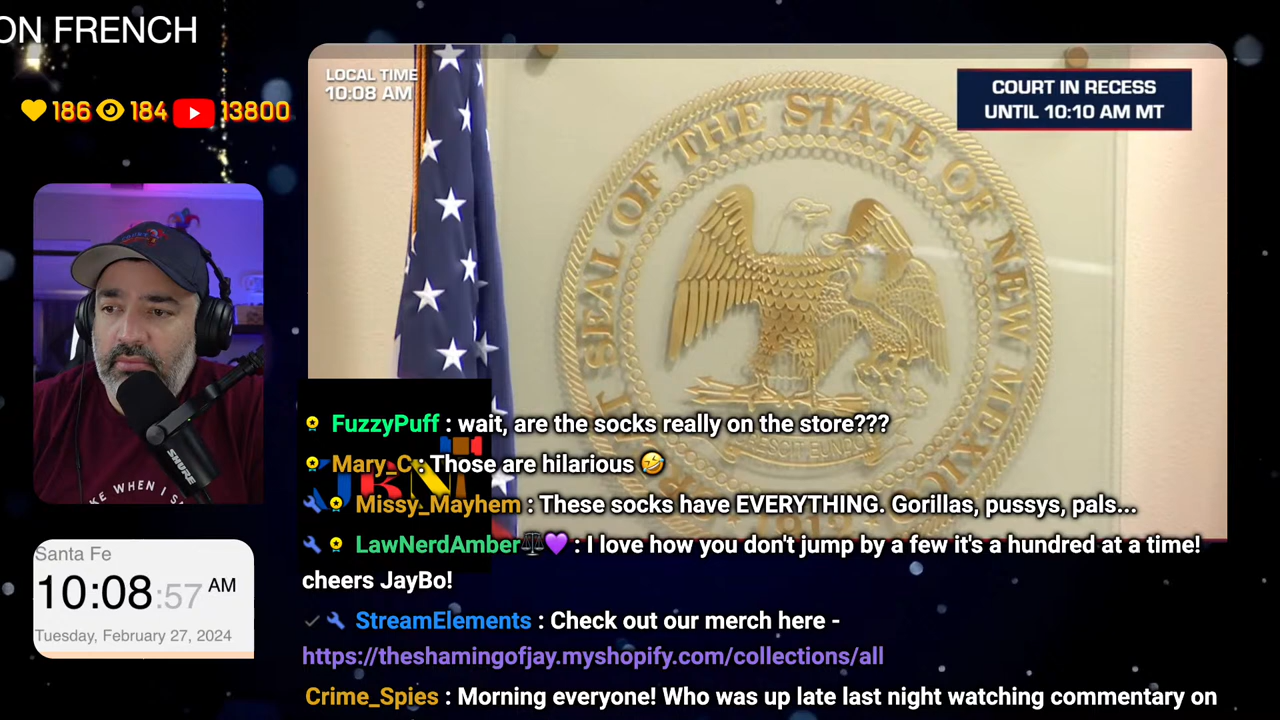 ON FRENCH
186 184 13800
LOCAL TIME
10:08 AM
COURT IN RECESS
UNTIL 10:10 AM MT
SEAL OF THE STATE OF NEW MEXICO
1912
FuzzyPuff : wait, are the socks really on the store???
Mary_C : Those are hilarious 🤣
Missy_Mayhem : These socks have EVERYTHING. Gorillas, pussys, pals...
LawNerdAmber⚖️💜 : I love how you don't jump by a few it's a hundred at a time!
cheers JayBo!
StreamElements : Check out our merch here -
https://theshamingofjay.myshopify.com/collections/all
Crime_Spies : Morning everyone! Who was up late last night watching commentary on
SHURE
KE WHEN I S
Santa Fe
10:08:57 AM
Tuesday, February 27, 2024